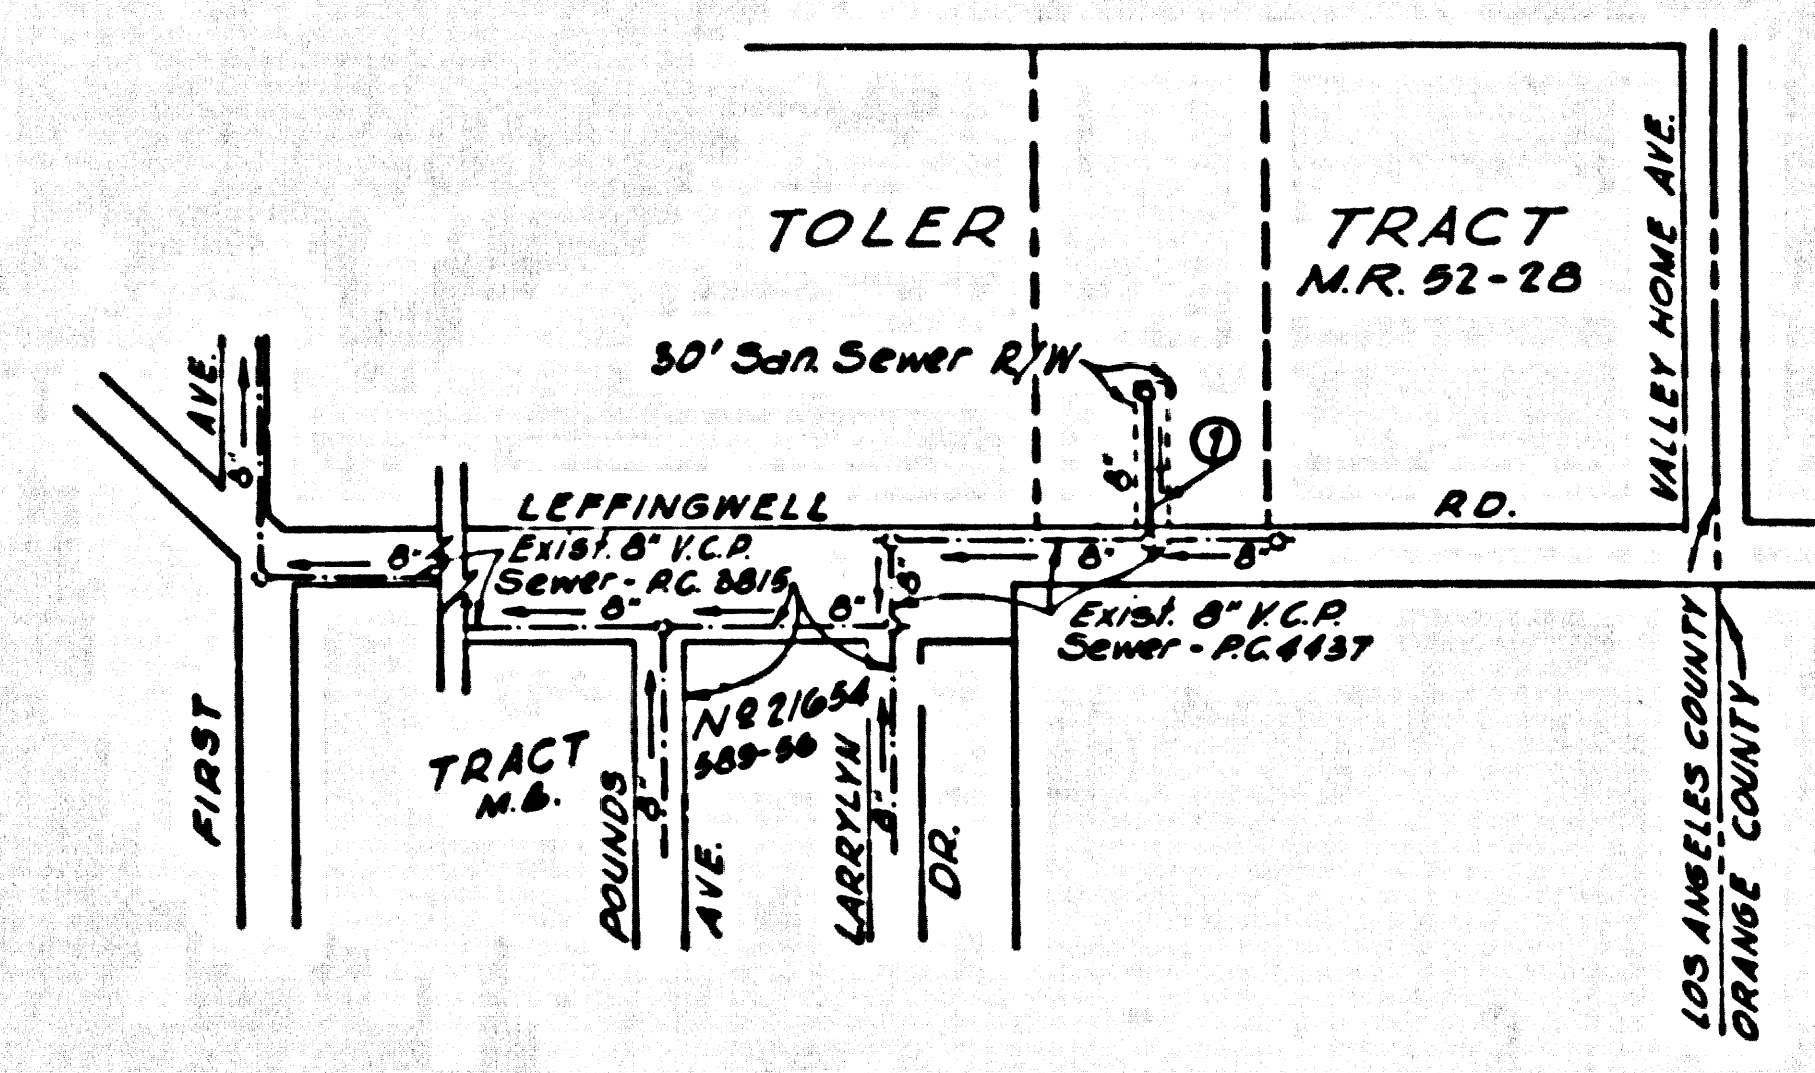 TOLER TRACT
M.R. 52-28
VALLEY HOME AVE.
30' San. Sewer R/W
AVE.
8"
8"
1
LEFFINGWELL RD.
8"
Exist. 8" V.C.P.
Sewer - P.C. 3815
8"
8"
8"
8"
8"
Exist. 8" V.C.P.
Sewer - P.C. 4437
FIRST
TRACT Nº 21654
M.B. 589-56
POUNDS AVE.
8"
LARRYLYN DR.
8"
LOS ANGELES COUNTY
ORANGE COUNTY